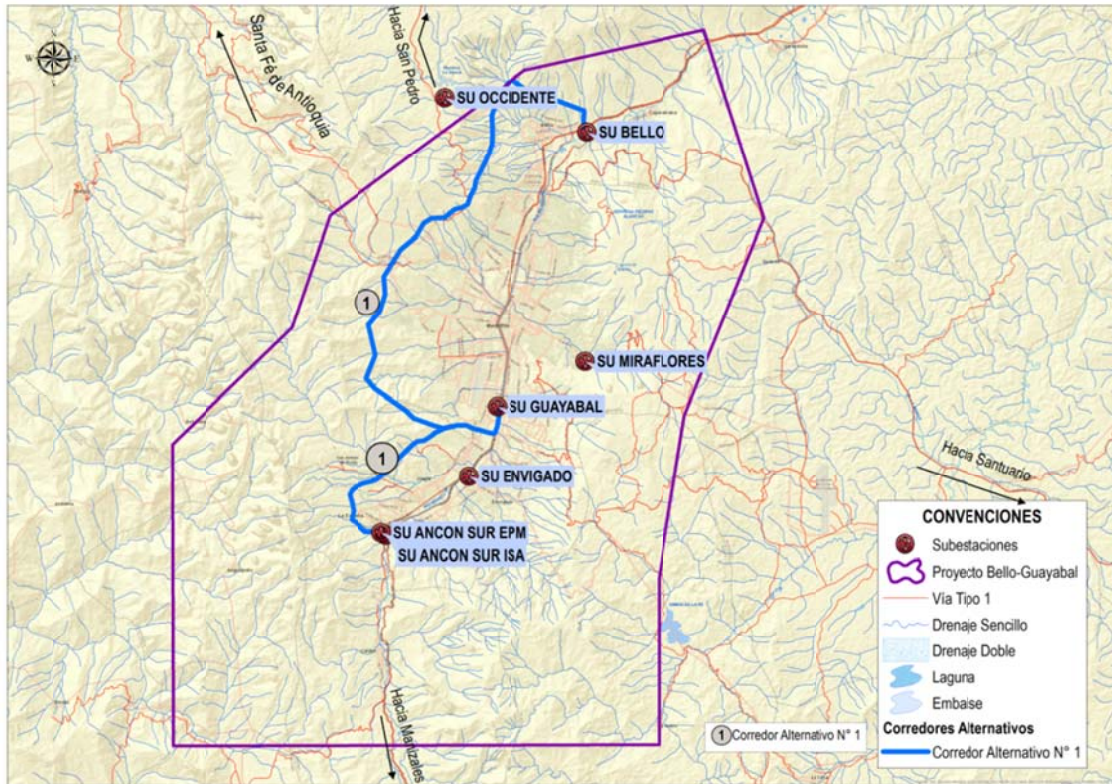 Hacia San Pedro
Santa Fé de Antioquia
W
E
SU OCCIDENTE
SU BELLO
1
SU MIRAFLORES
SU GUAYABAL
1
SU ENVIGADO
SU ANCON SUR EPM
SU ANCON SUR ISA
Hacia Santuario
Hacia Manizales
CONVENCIONES
Subestaciones
Proyecto Bello-Guayabal
Vía Tipo 1
Drenaje Sencillo
Drenaje Doble
Laguna
Embalse
Corredores Alternativos
Corredor Alternativo N° 1
1 Corredor Alternativo N° 1